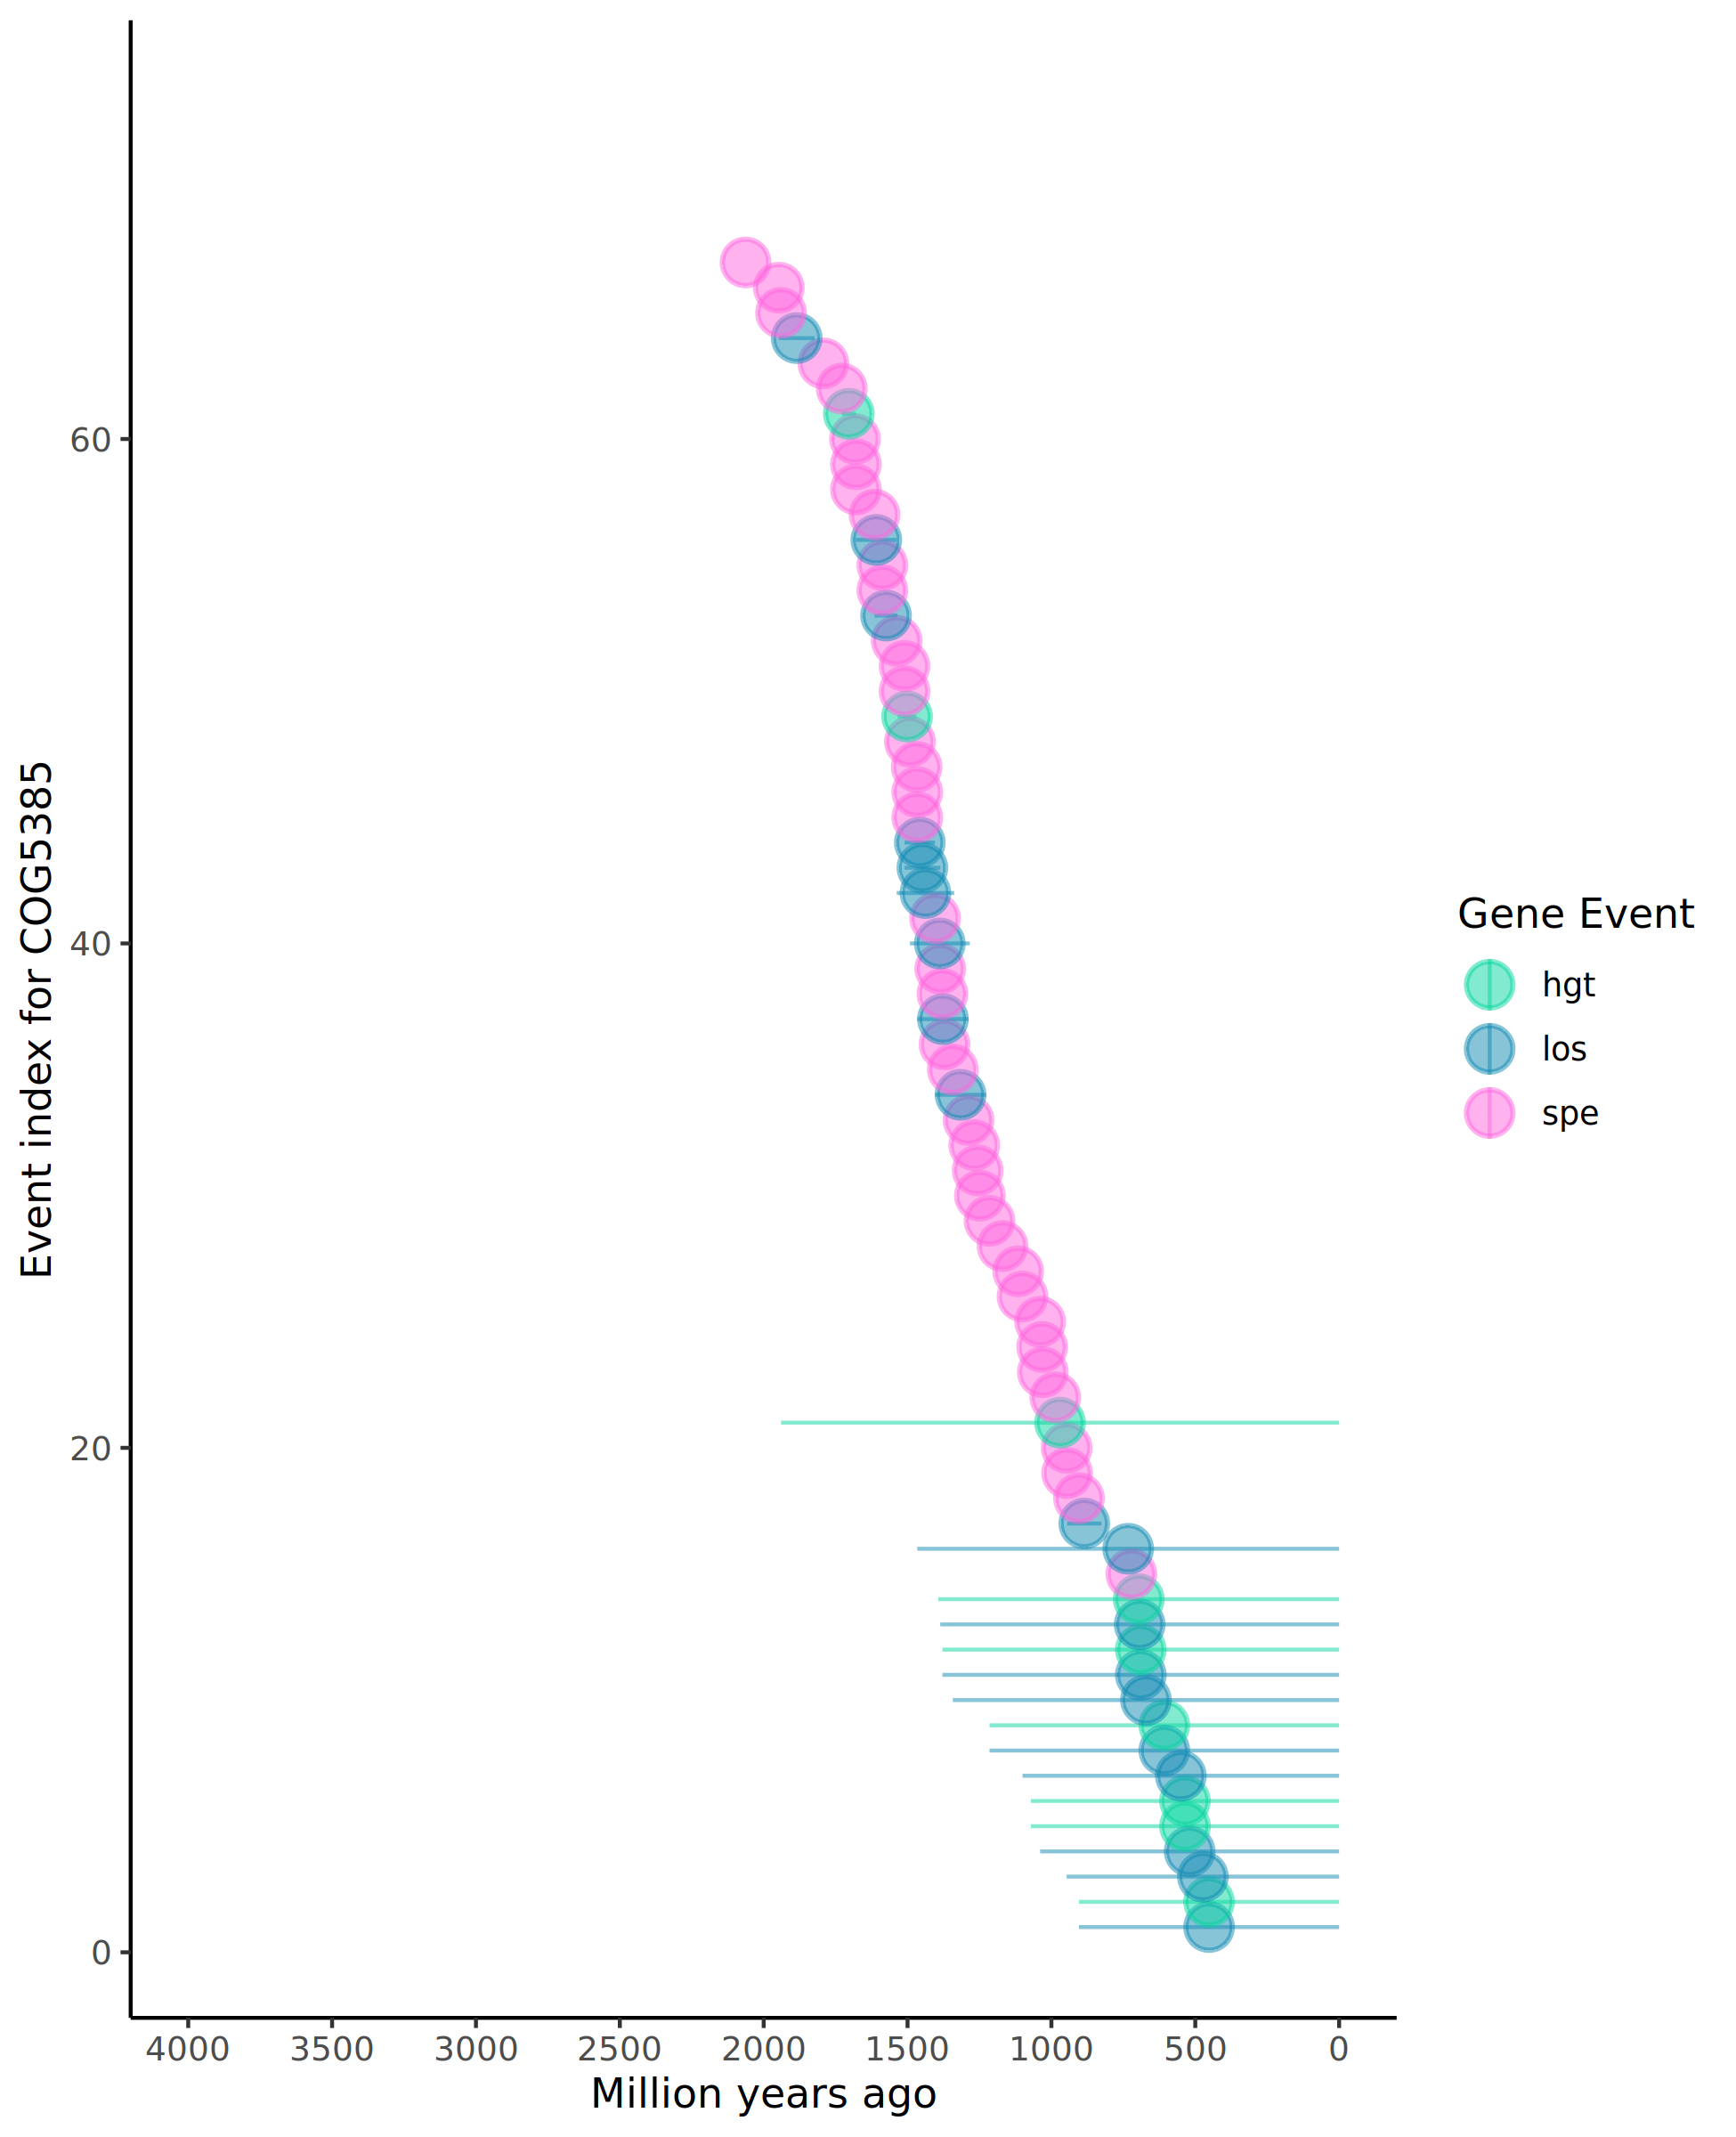 Event index for COG5385
60
40
20
0
4000 3500 3000 2500 2000 1500 1000 500 0
Million years ago
Gene Event
hgt
los
spe